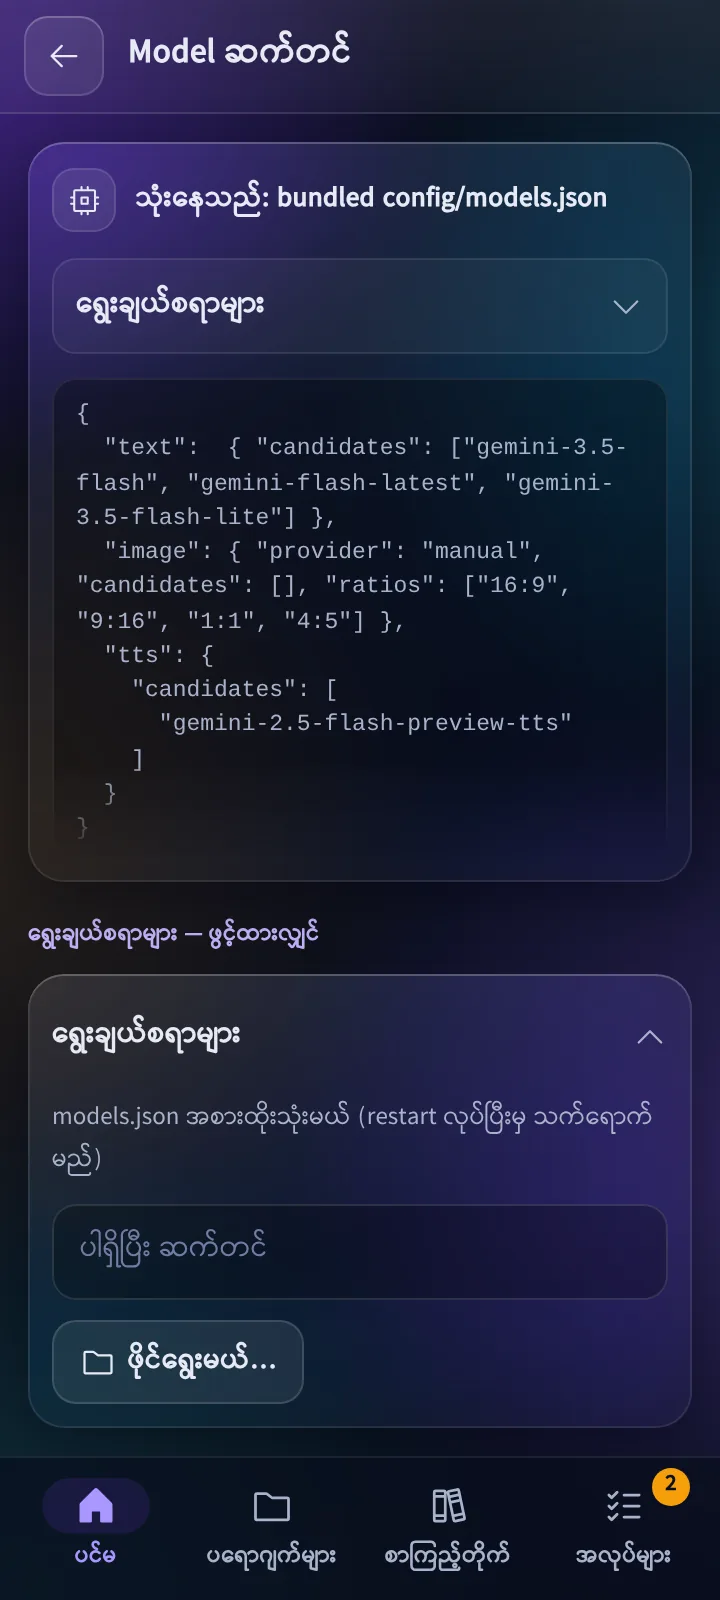 Model ဆက်တင်
သုံးနေသည်: bundled config/models.json
ရွေးချယ်စရာများ
{
"text":  { "candidates": ["gemini-3.5-
flash", "gemini-flash-latest", "gemini-
3.5-flash-lite"] },
"image": { "provider": "manual",
"candidates": [], "ratios": ["16:9",
"9:16", "1:1", "4:5"] },
"tts": {
"candidates": [
"gemini-2.5-flash-preview-tts"
]
}
}
ရွေးချယ်စရာများ — ဖွင့်ထားလျှင်
ရွေးချယ်စရာများ
models.json အစားထိုးသုံးမယ် (restart လုပ်ပြီးမှ သက်ရောက်
မည်)
ပါရှိပြီး ဆက်တင်
ဖိုင်ရွေးမယ်…
2
ပင်မ
ပရောဂျက်များ
စာကြည့်တိုက်
အလုပ်များ